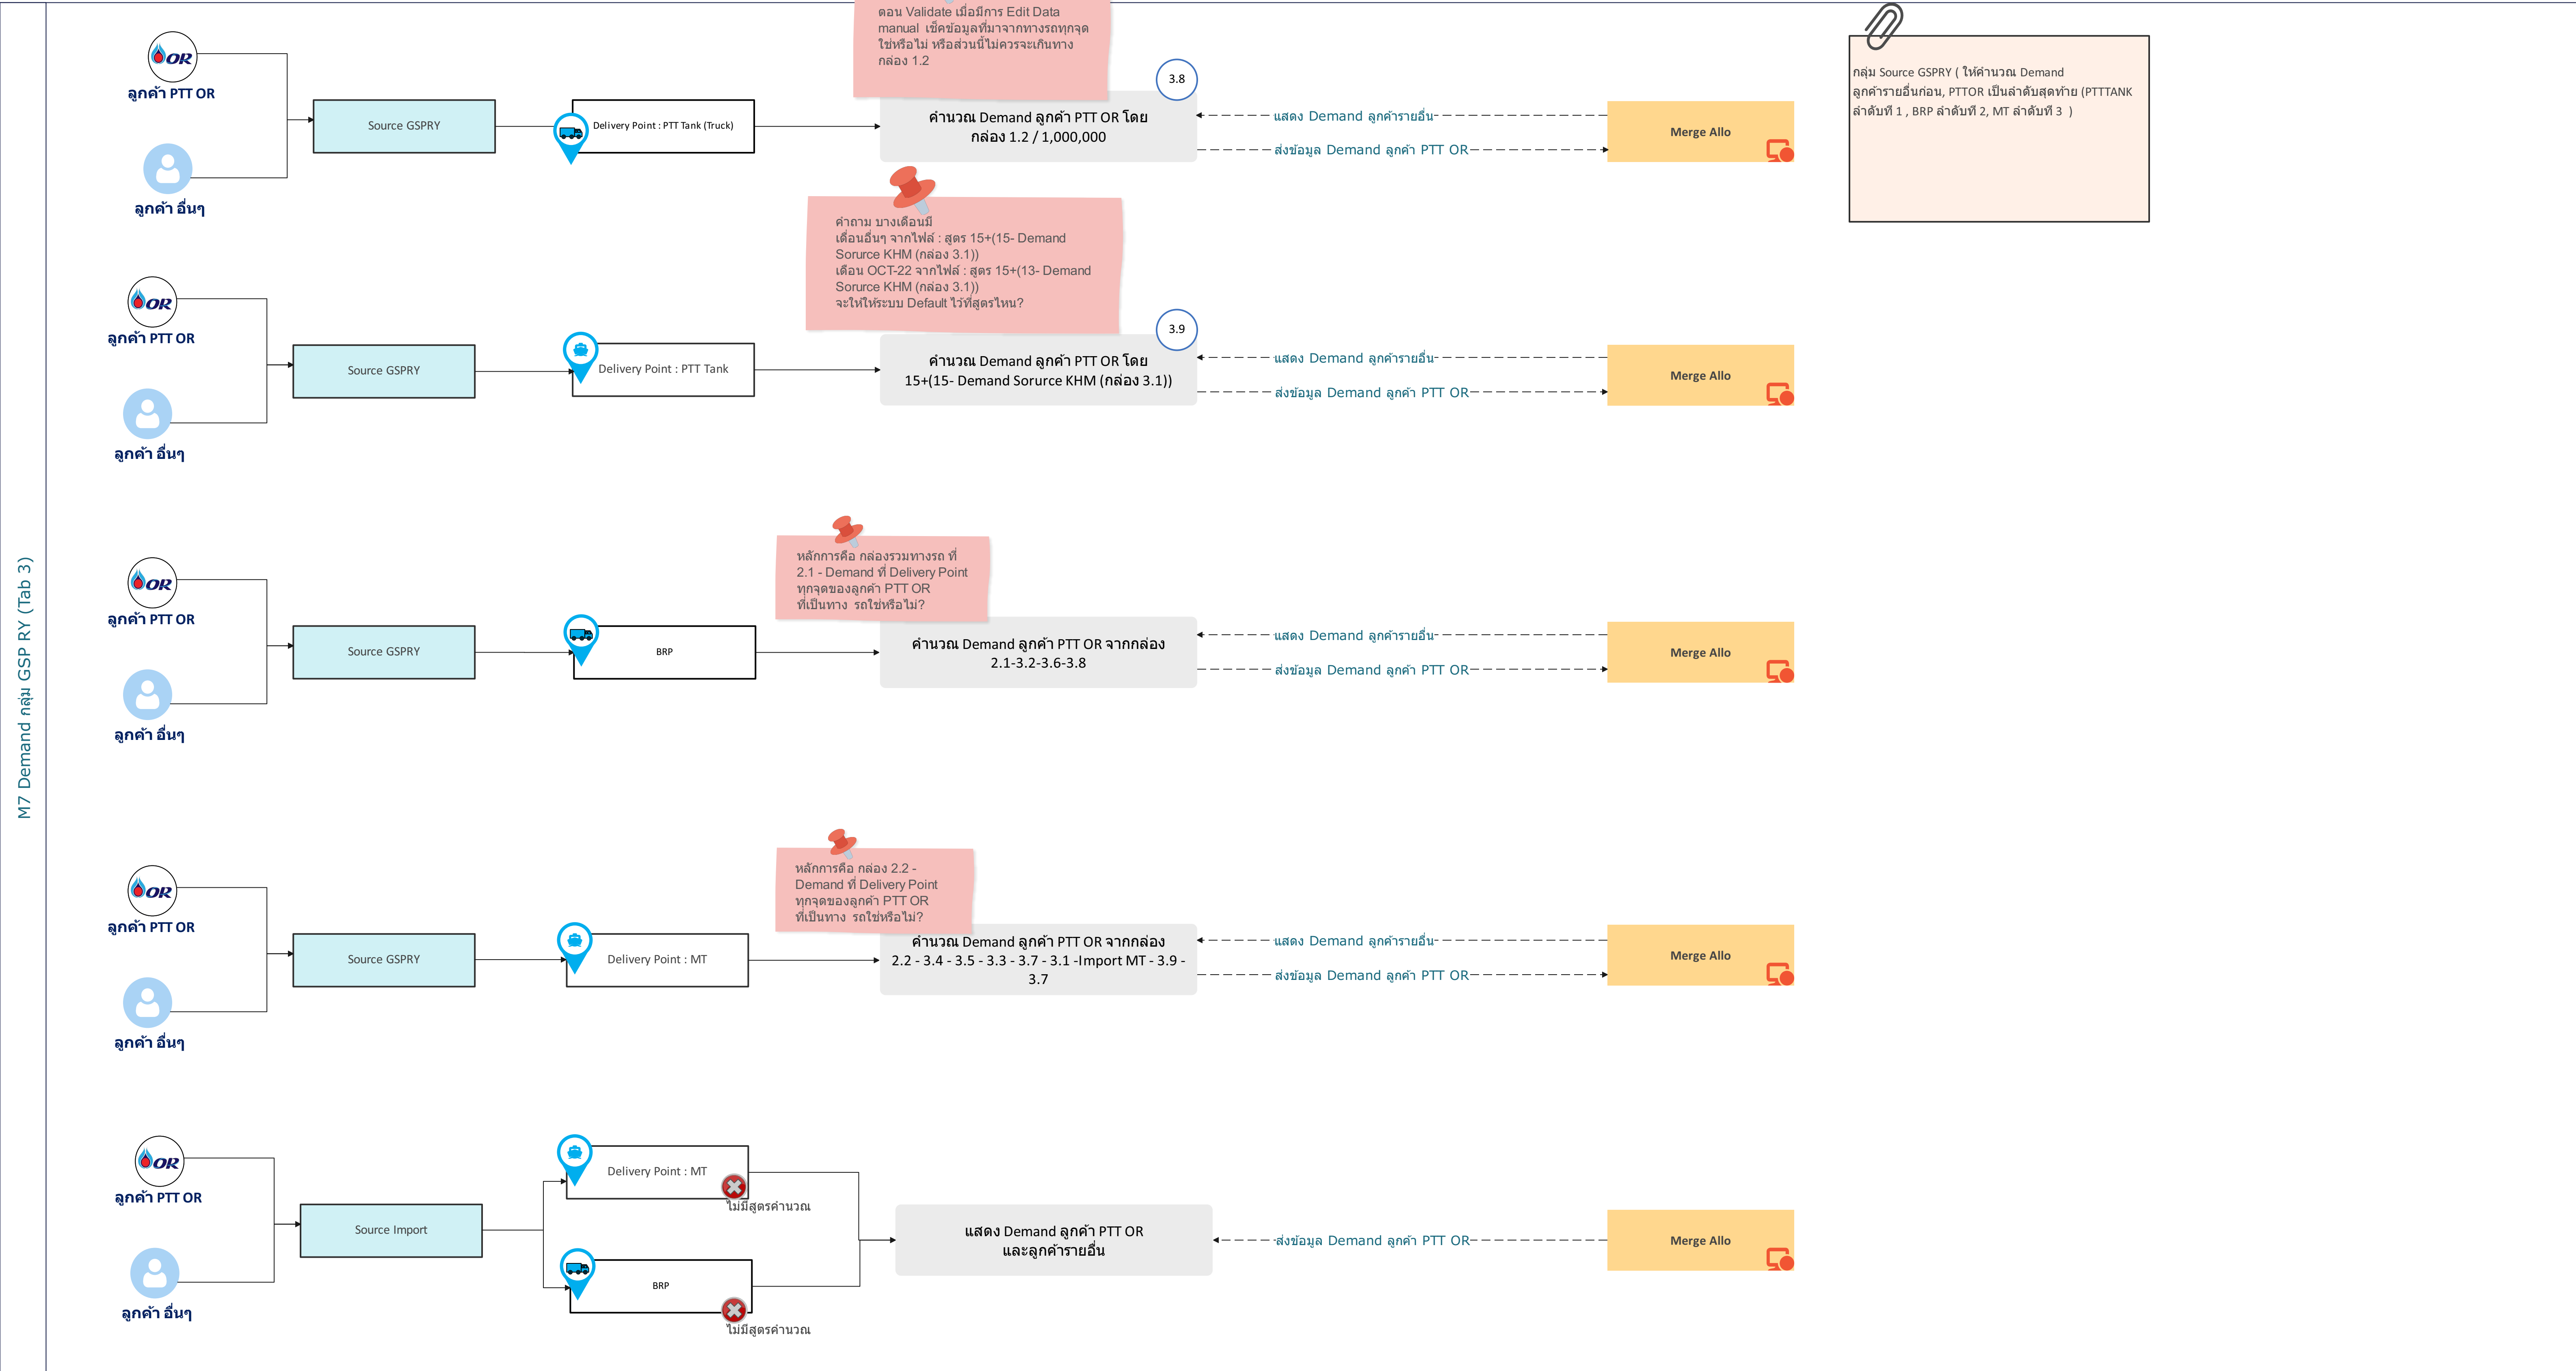 M7 Demand กลุ่ม GSP RY (Tab 3)
ตอน Validate เมื่อมีการ Edit Data
manual เช็คข้อมูลที่มาจากทางรถทุกจุด
ใช่หรือไม่ หรือส่วนนี้ไม่ควรจะเกินทาง
กล่อง 1.2
OR
ลูกค้า PTT OR
ลูกค้า อื่นๆ
Source GSPRY
Delivery Point : PTT Tank (Truck)
3.8
คำนวณ Demand ลูกค้า PTT OR โดย
กล่อง 1.2 / 1,000,000
แสดง Demand ลูกค้ารายอื่น
ส่งข้อมูล Demand ลูกค้า PTT OR
Merge Allo
กลุ่ม Source GSPRY ( ให้คำนวณ Demand
ลูกค้ารายอื่นก่อน, PTTOR เป็นลำดับสุดท้าย (PTTTANK
ลำดับที 1 , BRP ลำดับที 2, MT ลำดับที 3 )
คำถาม บางเดือนมี
เดื่อนอื่นๆ จากไฟล์ : สูตร 15+(15- Demand
Sorurce KHM (กล่อง 3.1))
เดือน OCT-22 จากไฟล์ : สูตร 15+(13- Demand
Sorurce KHM (กล่อง 3.1))
จะให้ให้ระบบ Default ไว้ที่สูตรไหน?
OR
ลูกค้า PTT OR
ลูกค้า อื่นๆ
Source GSPRY
Delivery Point : PTT Tank
3.9
คำนวณ Demand ลูกค้า PTT OR โดย
15+(15- Demand Sorurce KHM (กล่อง 3.1))
แสดง Demand ลูกค้ารายอื่น
ส่งข้อมูล Demand ลูกค้า PTT OR
Merge Allo
หลักการคือ กล่องรวมทางรถ ที่
2.1 - Demand ที่ Delivery Point
ทุกจุดของลูกค้า PTT OR
ที่เป็นทาง รถใช่หรือไม่?
OR
ลูกค้า PTT OR
ลูกค้า อื่นๆ
Source GSPRY
BRP
คำนวณ Demand ลูกค้า PTT OR จากกล่อง
2.1-3.2-3.6-3.8
แสดง Demand ลูกค้ารายอื่น
ส่งข้อมูล Demand ลูกค้า PTT OR
Merge Allo
หลักการคือ กล่อง 2.2 -
Demand ที่ Delivery Point
ทุกจุดของลูกค้า PTT OR
ที่เป็นทาง รถใช่หรือไม่?
OR
ลูกค้า PTT OR
ลูกค้า อื่นๆ
Source GSPRY
Delivery Point : MT
คำนวณ Demand ลูกค้า PTT OR จากกล่อง
2.2 - 3.4 - 3.5 - 3.3 - 3.7 - 3.1 -Import MT - 3.9 -
3.7
แสดง Demand ลูกค้ารายอื่น
ส่งข้อมูล Demand ลูกค้า PTT OR
Merge Allo
OR
ลูกค้า PTT OR
ลูกค้า อื่นๆ
Source Import
Delivery Point : MT
ไม่มีสูตรคำนวณ
BRP
ไม่มีสูตรคำนวณ
แสดง Demand ลูกค้า PTT OR
และลูกค้ารายอื่น
ส่งข้อมูล Demand ลูกค้า PTT OR
Merge Allo